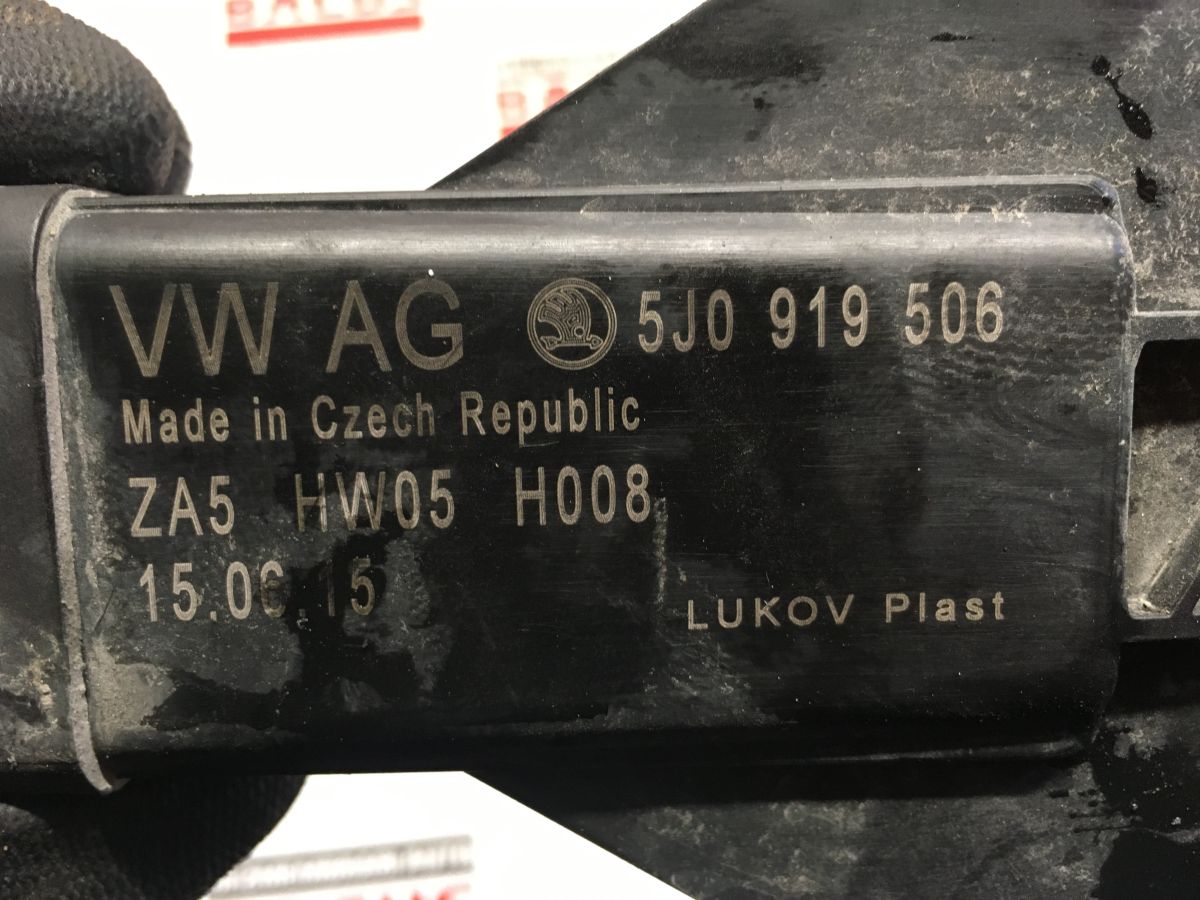 VW AG 5J0 919 506
Made in Czech Republic
ZA5 HW05 H008
15.06.15
LUKOV Plast